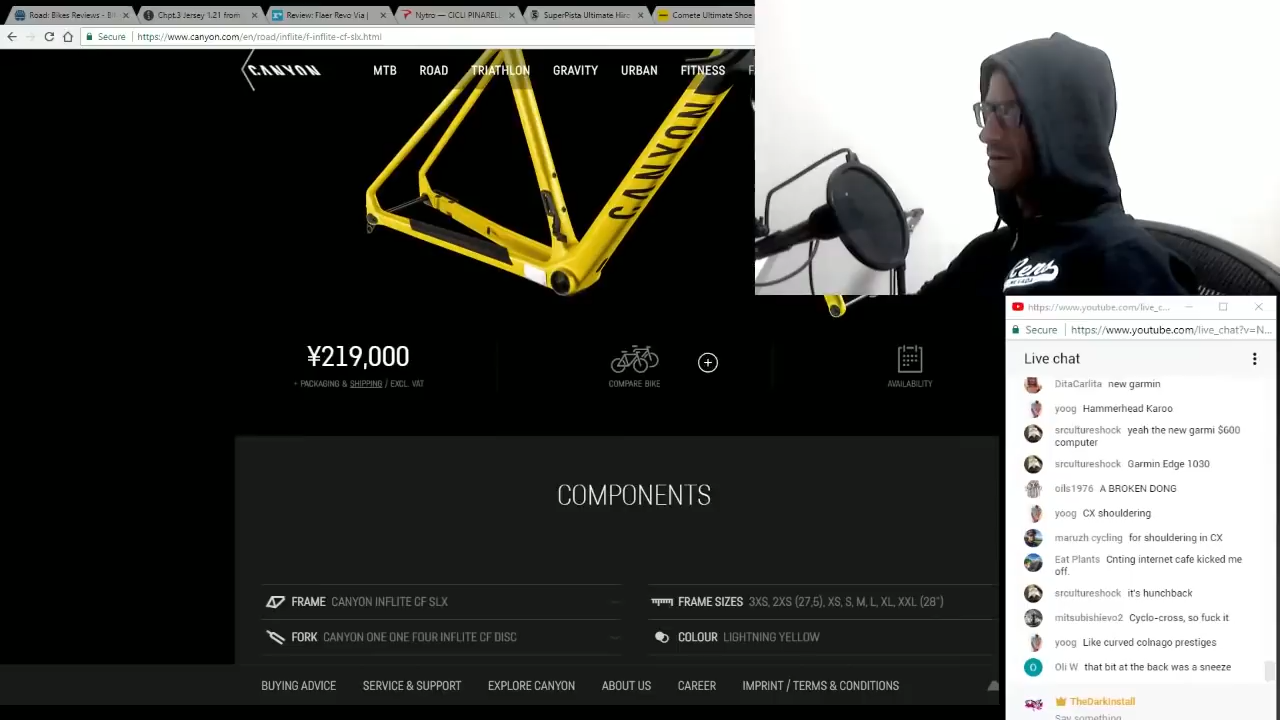 Road: Bikes Reviews - Bi
Chpt.3 Jersey 1.21 from
Review: Flaer Revo Via |
Nytro — CICLI PINAREL
SuperPista Ultimate Hiro
Comete Ultimate Shoe
Secure https://www.canyon.com/en/road/inflite/f-inflite-cf-slx.html
CANYON MTB ROAD TRIATHLON GRAVITY URBAN FITNESS
CANYON
¥219,000
+ PACKAGING & SHIPPING / EXCL. VAT
COMPARE BIKE
AVAILABILITY
COMPONENTS
FRAME CANYON INFLITE CF SLX
FRAME SIZES 3XS, 2XS (27,5), XS, S, M, L, XL, XXL (28")
FORK CANYON ONE ONE FOUR INFLITE CF DISC
COLOUR LIGHTNING YELLOW
BUYING ADVICE SERVICE & SUPPORT EXPLORE CANYON ABOUT US CAREER IMPRINT / TERMS & CONDITIONS
https://www.youtube.com/live_c...
Secure https://www.youtube.com/live_chat?v=N...
Live chat
DitaCarlita new garmin
yoog Hammerhead Karoo
srcultureshock yeah the new garmi $600
computer
srcultureshock Garmin Edge 1030
oils1976 A BROKEN DONG
yoog CX shouldering
maruzh cycling for shouldering in CX
Eat Plants Cnting internet cafe kicked me
off.
srcultureshock it's hunchback
mitsubishievo2 Cyclo-cross, so fuck it
yoog Like curved colnago prestiges
Oli W that bit at the back was a sneeze
TheDarkInstall
Say something